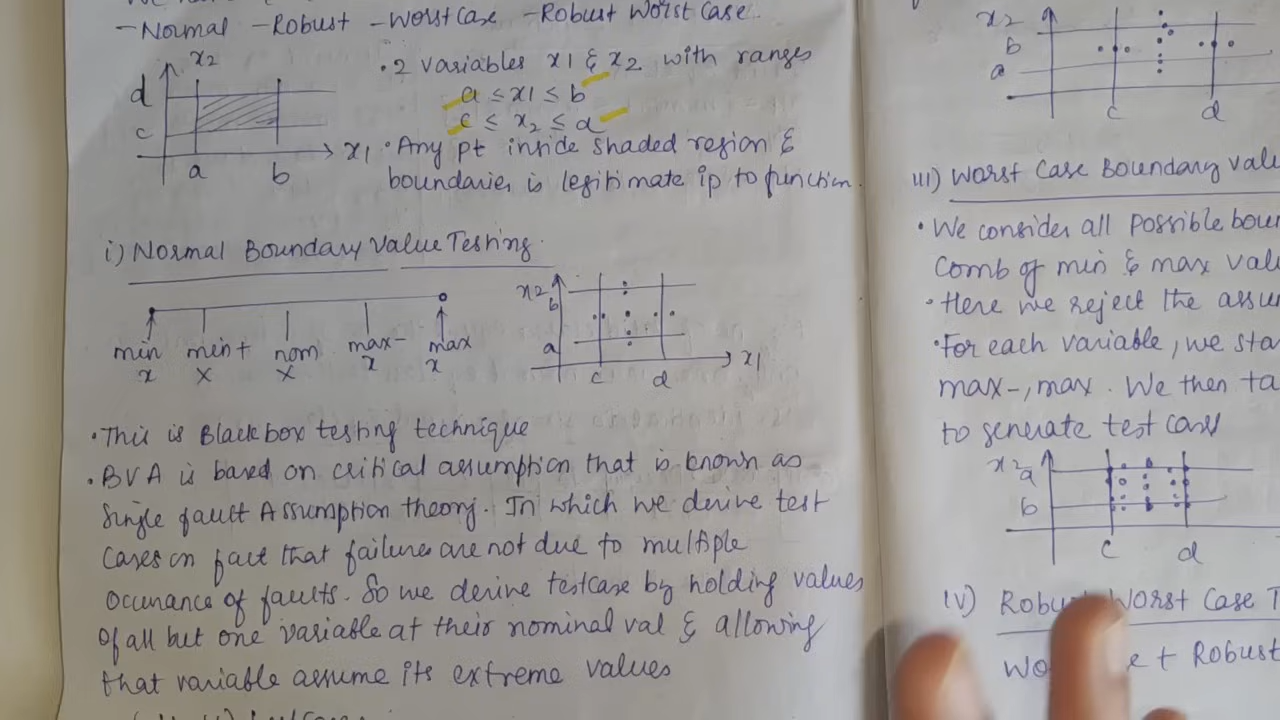 -Normal -Robust -Worst Case -Robust Worst Case
x2
d
c
a
b
x1
• 2 variables x1 & x2 with ranges
a ≤ x1 ≤ b
c ≤ x2 ≤ d
• Any pt inside shaded region &
boundaries is legitimate ip to function.
i) Normal Boundary Value Testing
min min+ nom max- max
x x x x x
x2
b
a
c d
x1
• This is Black box testing technique
• BVA is based on critical assumption that is known as
Single fault Assumption theory. In which we derive test
cases on fact that failures are not due to multiple
Occurance of faults. So we derive testcase by holding values
of all but one variable at their nominal val & allowing
that variable assume its extreme values
x2
b
a
c d
III) Worst Case Boundary Valu
• We consider all possible boun
Comb of min & max valu
• Here we reject the assu
• For each variable, we sta
max-, max. We then ta
to generate test cases
x2
a
b
c d
IV) Robust Worst Case T
+ Robust